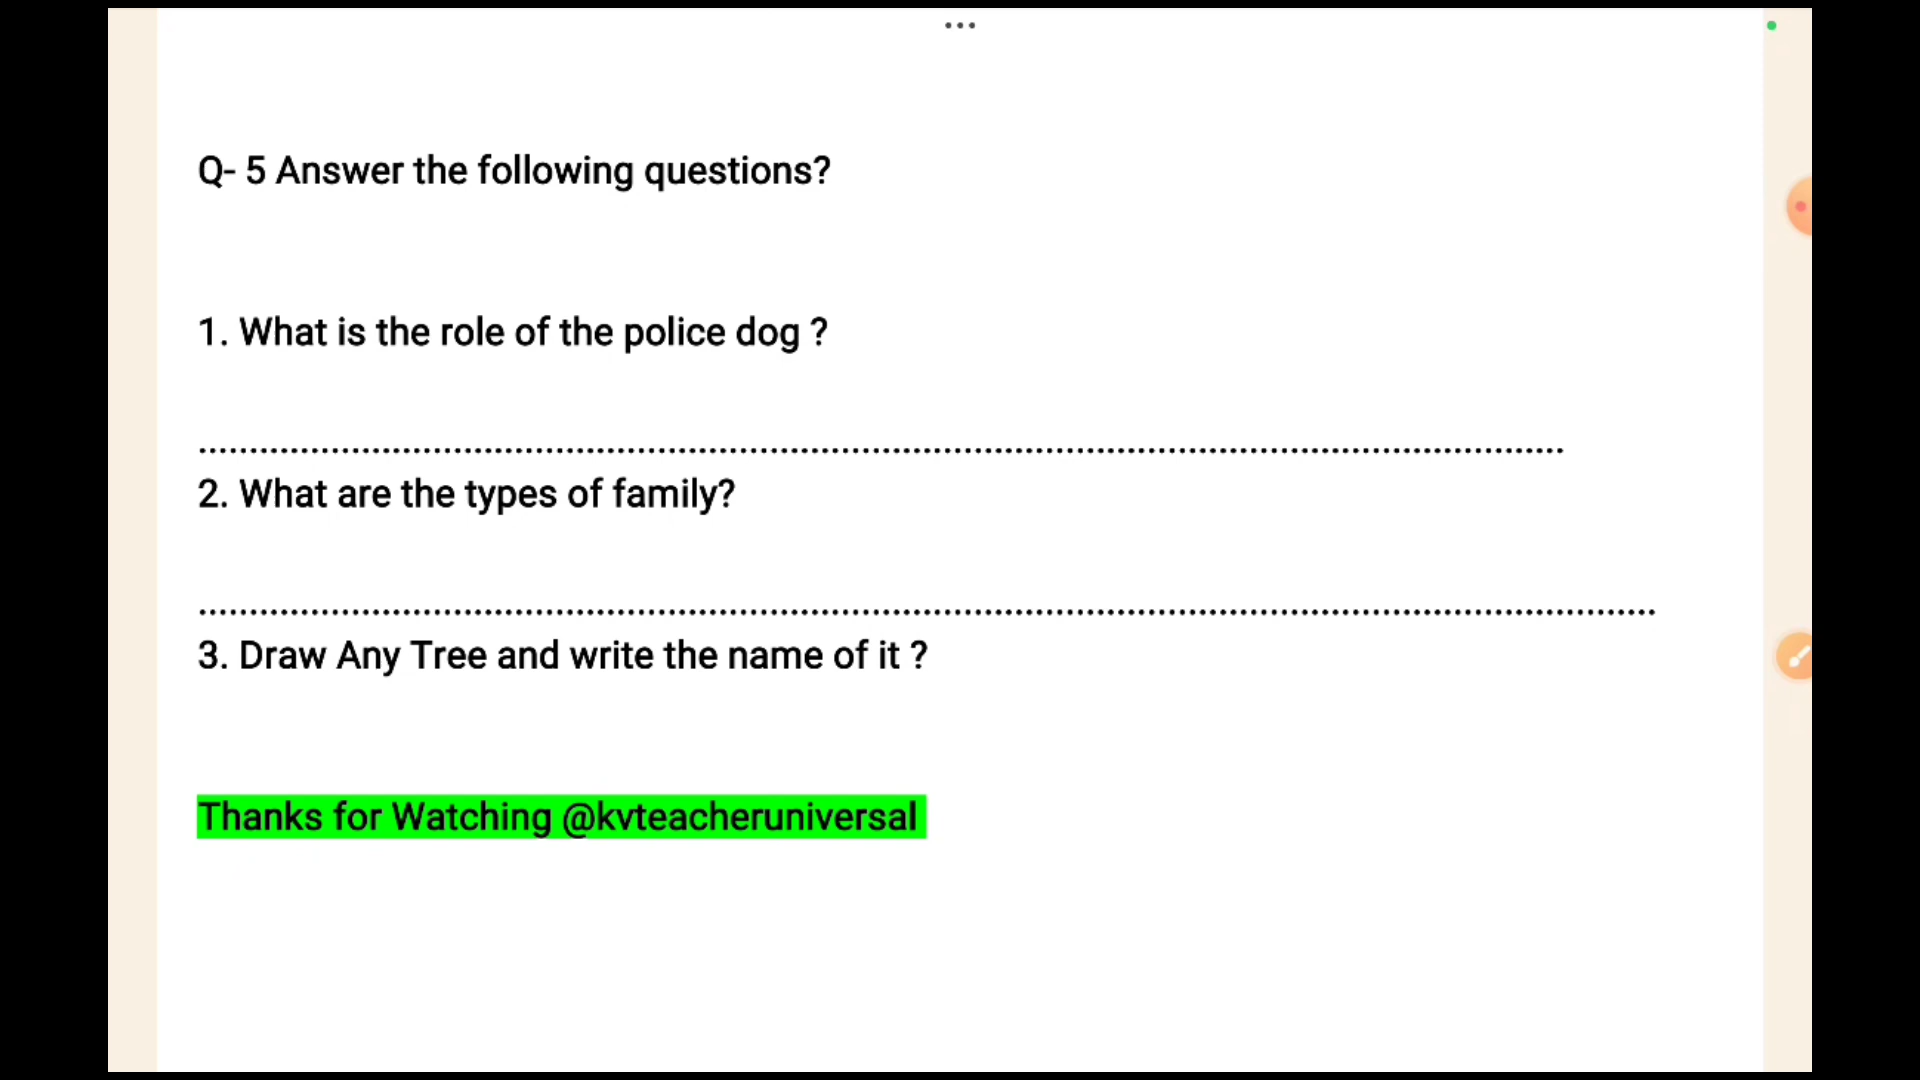 Q- 5 Answer the following questions?
1. What is the role of the police dog ?
....................................................................................................................................
2. What are the types of family?
.............................................................................................................................................
3. Draw Any Tree and write the name of it ?
Thanks for Watching @kvteacheruniversal